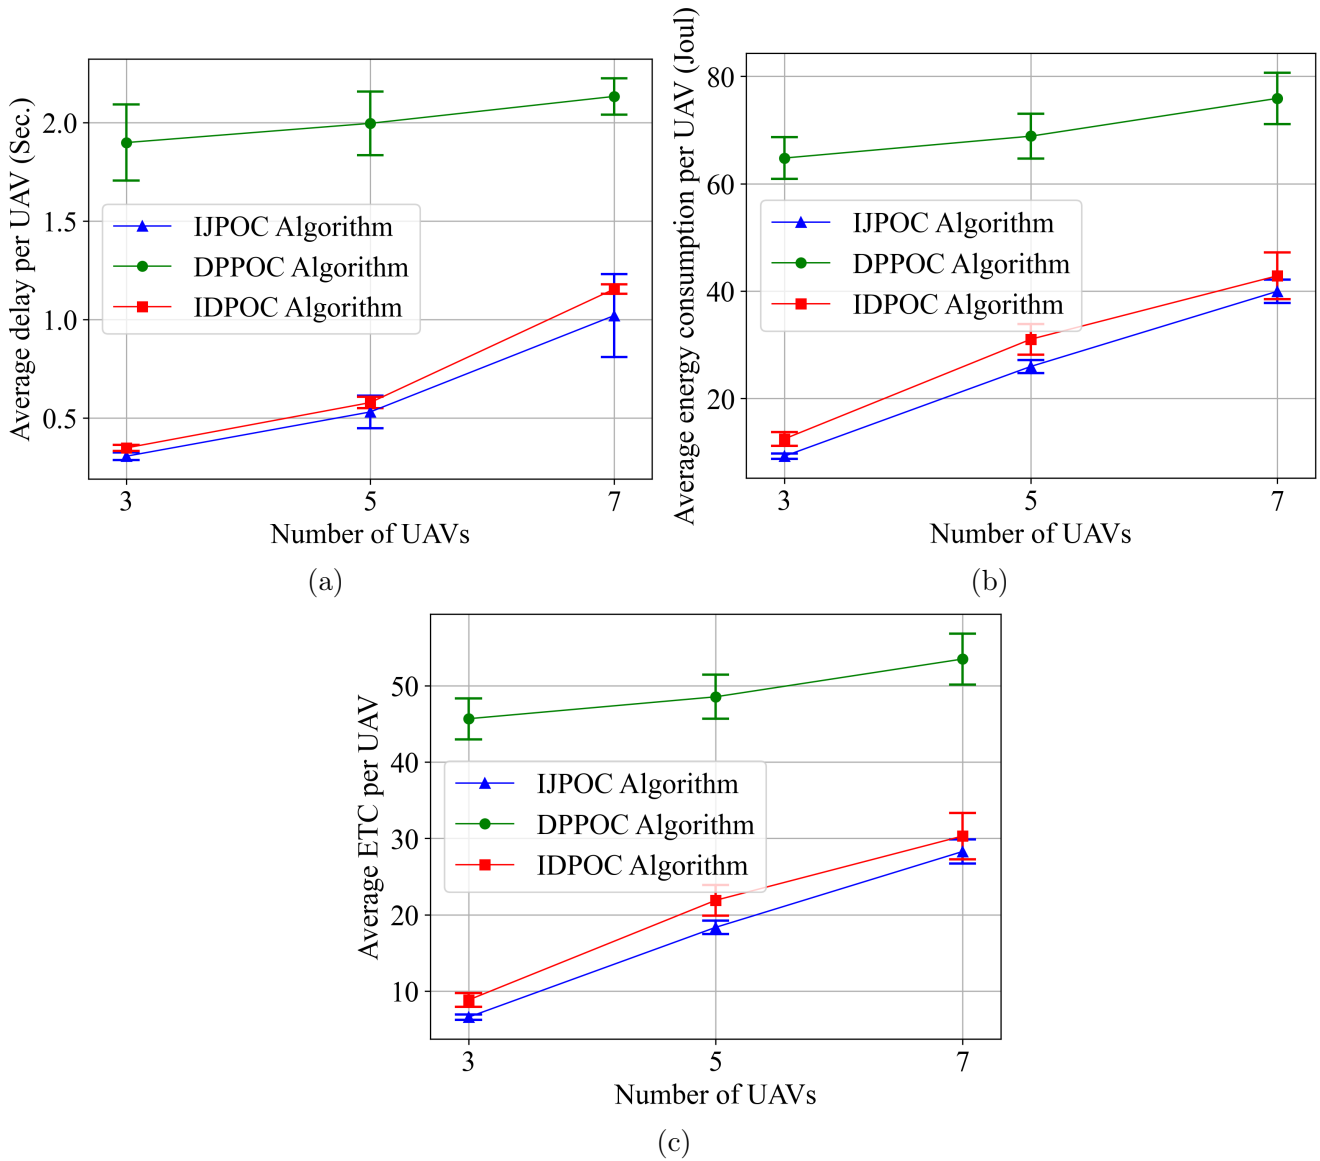 Average delay per UAV (Sec.)
2.0
1.5
1.0
0.5
IJPOC Algorithm
DPPOC Algorithm
IDPOC Algorithm
3 5 7
Number of UAVs
(a)
Average energy consumption per UAV (Joul)
80
60
40
20
IJPOC Algorithm
DPPOC Algorithm
IDPOC Algorithm
3 5 7
Number of UAVs
(b)
Average ETC per UAV
50
40
30
20
10
IJPOC Algorithm
DPPOC Algorithm
IDPOC Algorithm
3 5 7
Number of UAVs
(c)